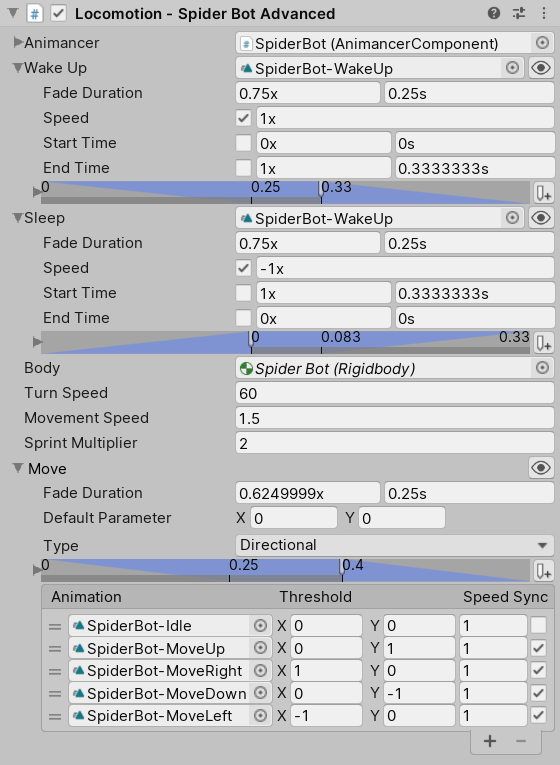 Locomotion - Spider Bot Advanced
Animancer SpiderBot (AnimancerComponent)
Wake Up SpiderBot-WakeUp
Fade Duration 0.75x 0.25s
Speed 1x
Start Time 0x 0s
End Time 1x 0.3333333s
0 0.25 0.33
Sleep SpiderBot-WakeUp
Fade Duration 0.75x 0.25s
Speed -1x
Start Time 1x 0.3333333s
End Time 0x 0s
0 0.083 0.33
Body Spider Bot (Rigidbody)
Turn Speed 60
Movement Speed 1.5
Sprint Multiplier 2
Move
Fade Duration 0.6249999x 0.25s
Default Parameter X 0 Y 0
Type Directional
0 0.25 0.4
Animation Threshold Speed Sync
SpiderBot-Idle X 0 Y 0 1
SpiderBot-MoveUp X 0 Y 1 1
SpiderBot-MoveRight X 1 Y 0 1
SpiderBot-MoveDown X 0 Y -1 1
SpiderBot-MoveLeft X -1 Y 0 1